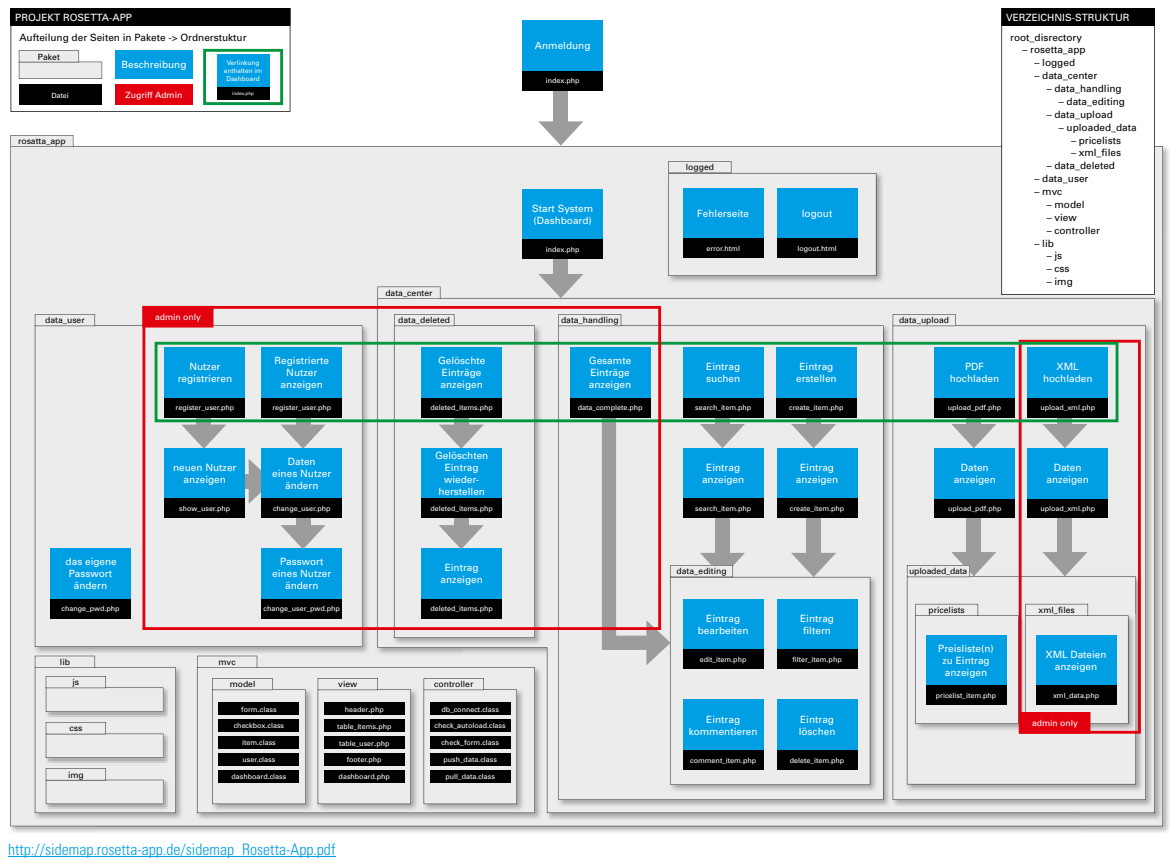 PROJEKT ROSETTA-APP
Aufteilung der Seiten in Pakete -> Ordnerstuktur
Paket
Datei
Beschreibung
Zugriff Admin
Verlinkung
enthalten im
Dashboard
index.php
Anmeldung
index.php
VERZEICHNIS-STRUKTUR
root_disrectory
– rosetta_app
– logged
– data_center
– data_handling
– data_editing
– data_upload
– uploaded_data
– pricelists
– xml_files
– data_deleted
– data_user
– mvc
– model
– view
– controller
– lib
– js
– css
– img
rosatta_app
Start System
(Dashboard)
index.php
logged
Fehlerseite
error.html
logout
logout.html
data_center
data_user
admin only
data_deleted
data_handling
data_upload
Nutzer
registrieren
register_user.php
Registrierte
Nutzer
anzeigen
register_user.php
Gelöschte
Einträge
anzeigen
deleted_items.php
Gesamte
Einträge
anzeigen
data_complete.php
Eintrag
suchen
search_item.php
Eintrag
erstellen
create_item.php
PDF
hochladen
upload_pdf.php
XML
hochladen
upload_xml.php
neuen Nutzer
anzeigen
show_user.php
Daten
eines Nutzer
ändern
change_user.php
Gelöschten
Eintrag
wieder-
herstellen
deleted_items.php
Eintrag
anzeigen
search_item.php
Eintrag
anzeigen
create_item.php
Daten
anzeigen
upload_pdf.php
Daten
anzeigen
upload_xml.php
das eigene
Passwort
ändern
change_pwd.php
Passwort
eines Nutzer
ändern
change_user_pwd.php
Eintrag
anzeigen
deleted_items.php
data_editing
Eintrag
bearbeiten
edit_item.php
Eintrag
filtern
filter_item.php
Eintrag
kommentieren
comment_item.php
Eintrag
löschen
delete_item.php
uploaded_data
pricelists
Preisliste(n)
zu Eintrag
anzeigen
pricelist_item.php
xml_files
XML Dateien
anzeigen
xml_data.php
admin only
lib
js
css
img
mvc
model
form.class
checkbox.class
item.class
user.class
dashboard.class
view
header.php
table_items.php
table_user.php
footer.php
dashboard.php
controller
db_connect.class
check_autoload.class
check_form.class
push_data.class
pull_data.class
http://sidemap.rosetta-app.de/sidemap_Rosetta-App.pdf